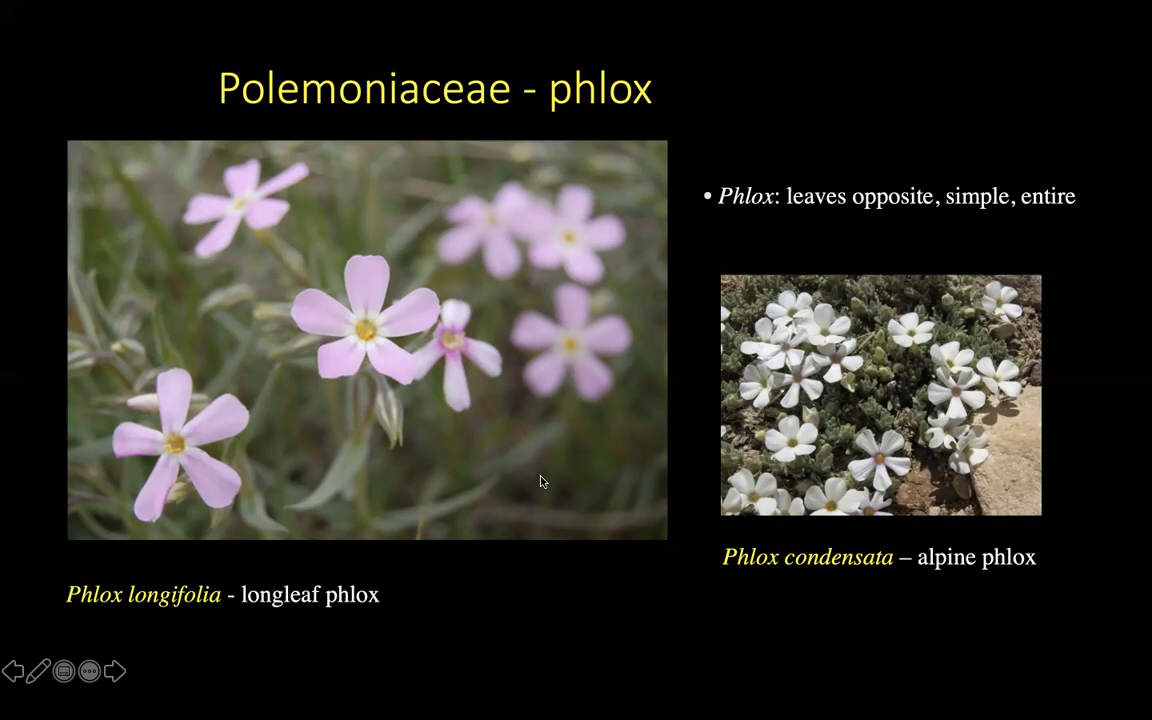 Polemoniaceae - phlox
• Phlox: leaves opposite, simple, entire
Phlox condensata – alpine phlox
Phlox longifolia - longleaf phlox